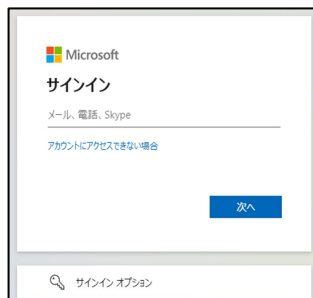 Microsoft
サインイン
メール、電話、Skype
アカウントにアクセスできない場合
次へ
サインイン オプション